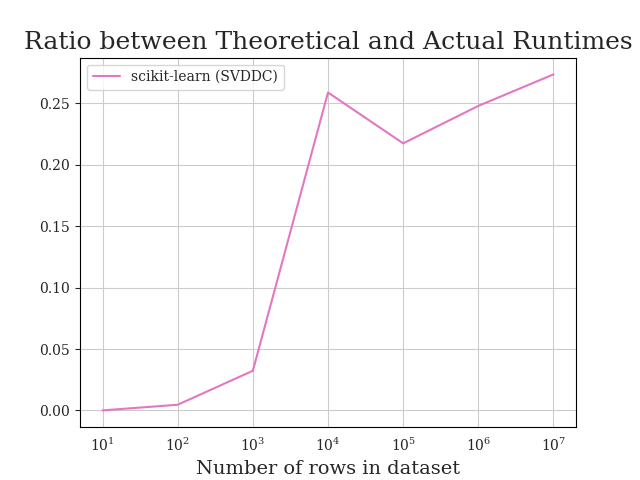 Ratio between Theoretical and Actual Runtimes
scikit-learn (SVDDC)
0.25
0.20
0.15
0.10
0.05
0.00
10¹ 10² 10³ 10⁴ 10⁵ 10⁶ 10⁷
Number of rows in dataset